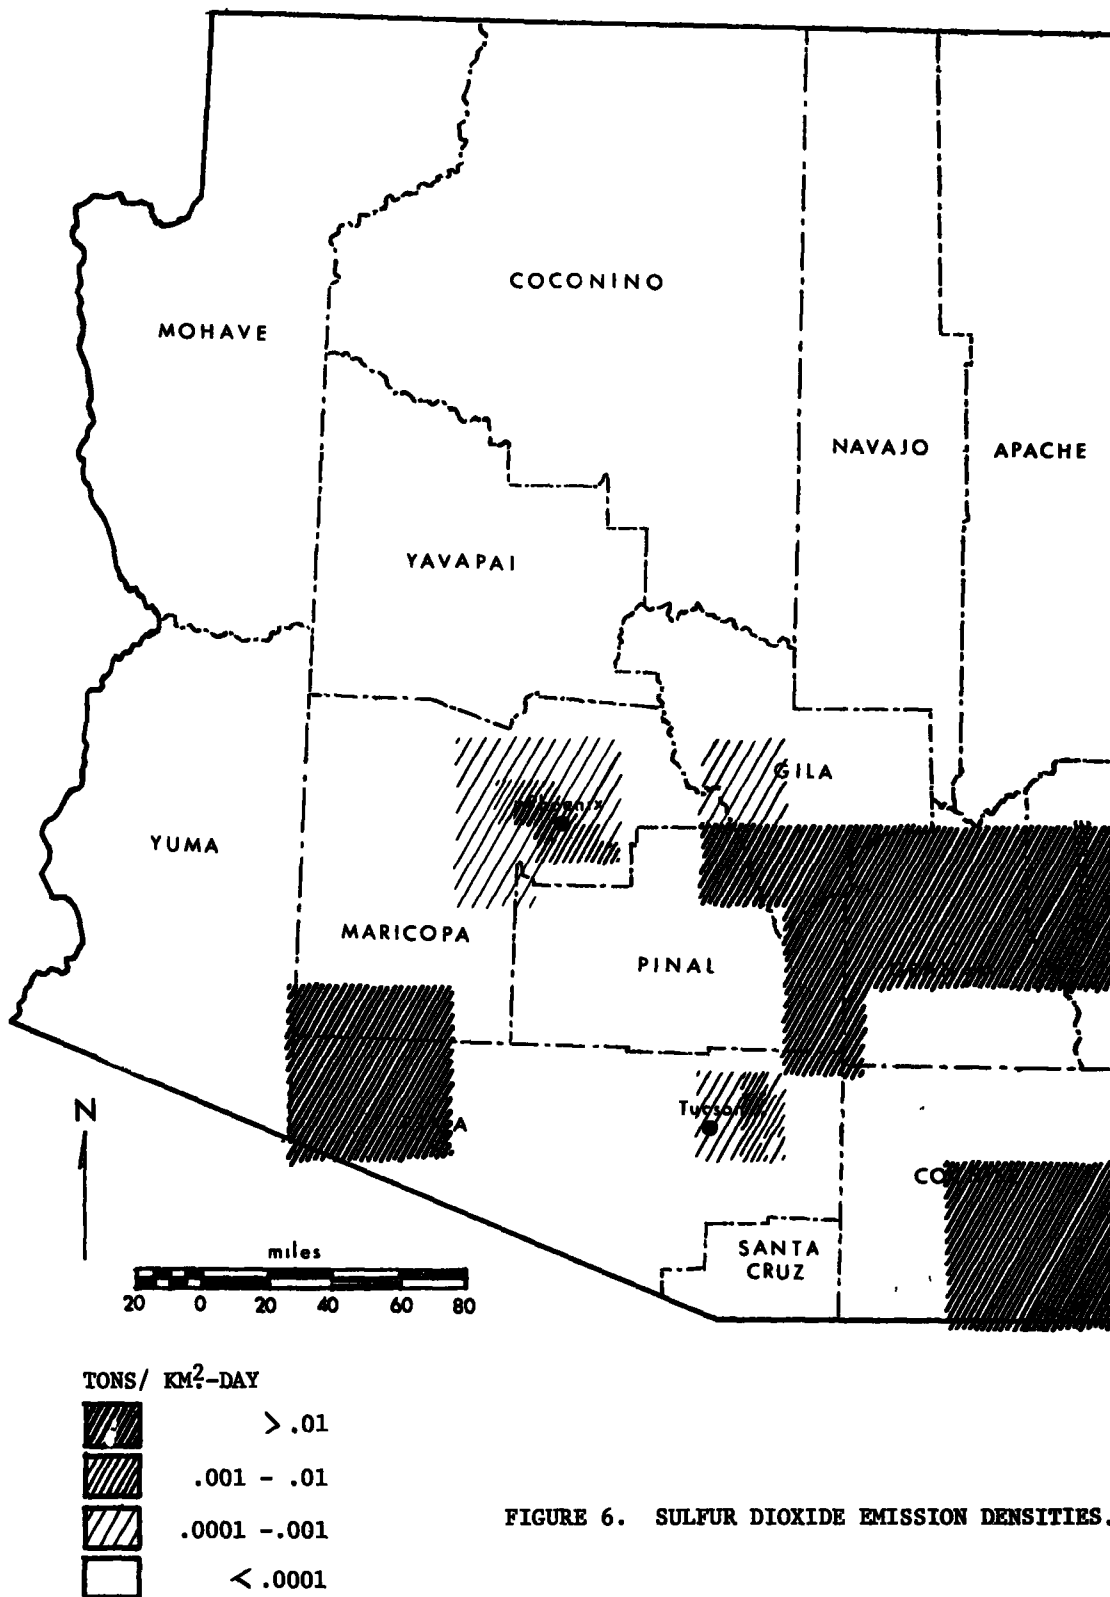 COCONINO
MOHAVE
NAVAJO
APACHE
YAVAPAI
GILA
Phoenix
YUMA
MARICOPA
PINAL
N
Tucson
SANTA
CRUZ
miles
20 0 20 40 60 80
TONS/ KM²-DAY
> .01
.001 - .01
.0001 -.001
< .0001
FIGURE 6. SULFUR DIOXIDE EMISSION DENSITIES.